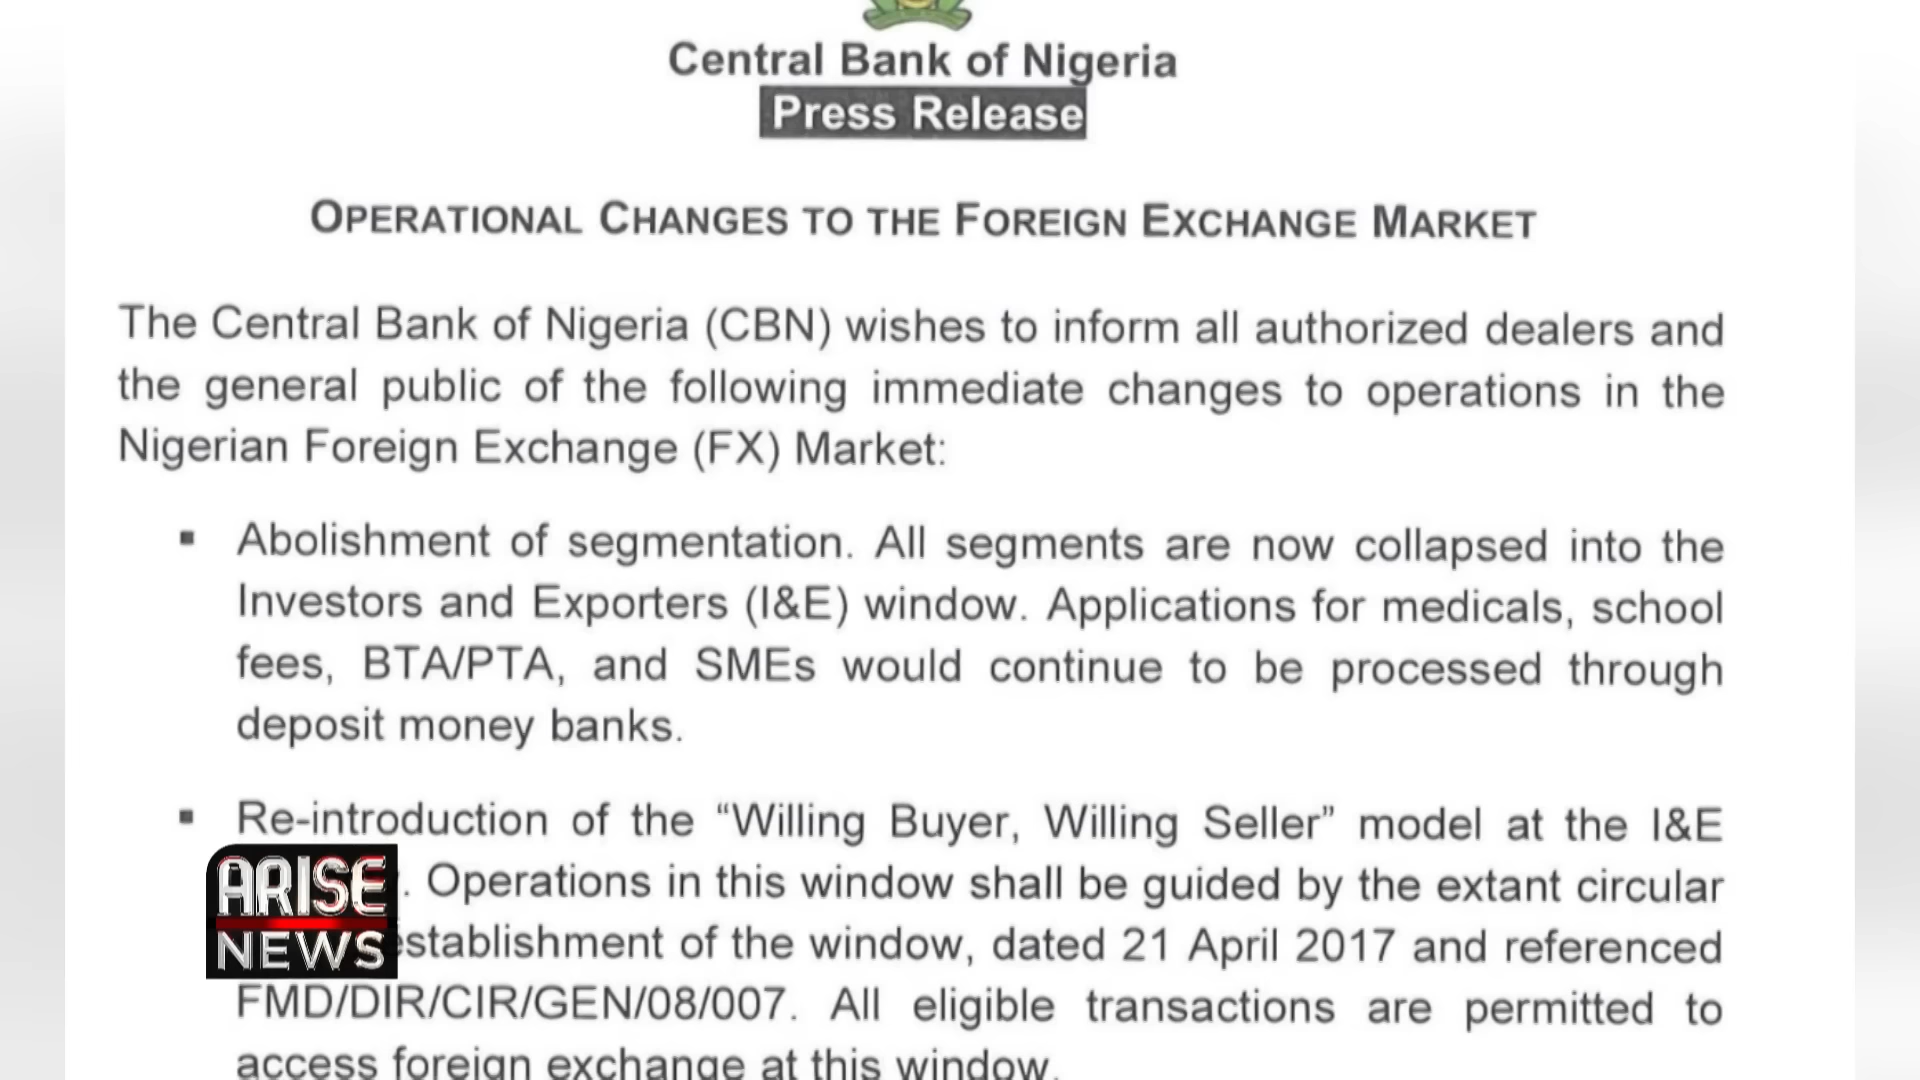 Central Bank of Nigeria
Press Release
OPERATIONAL CHANGES TO THE FOREIGN EXCHANGE MARKET
The Central Bank of Nigeria (CBN) wishes to inform all authorized dealers and
the general public of the following immediate changes to operations in the
Nigerian Foreign Exchange (FX) Market:
▪ Abolishment of segmentation. All segments are now collapsed into the
Investors and Exporters (I&E) window. Applications for medicals, school
fees, BTA/PTA, and SMEs would continue to be processed through
deposit money banks.
▪ Re-introduction of the “Willing Buyer, Willing Seller” model at the I&E
. Operations in this window shall be guided by the extant circular
establishment of the window, dated 21 April 2017 and referenced
FMD/DIR/CIR/GEN/08/007. All eligible transactions are permitted to
access foreign exchange at this window.
ARISE
NEWS